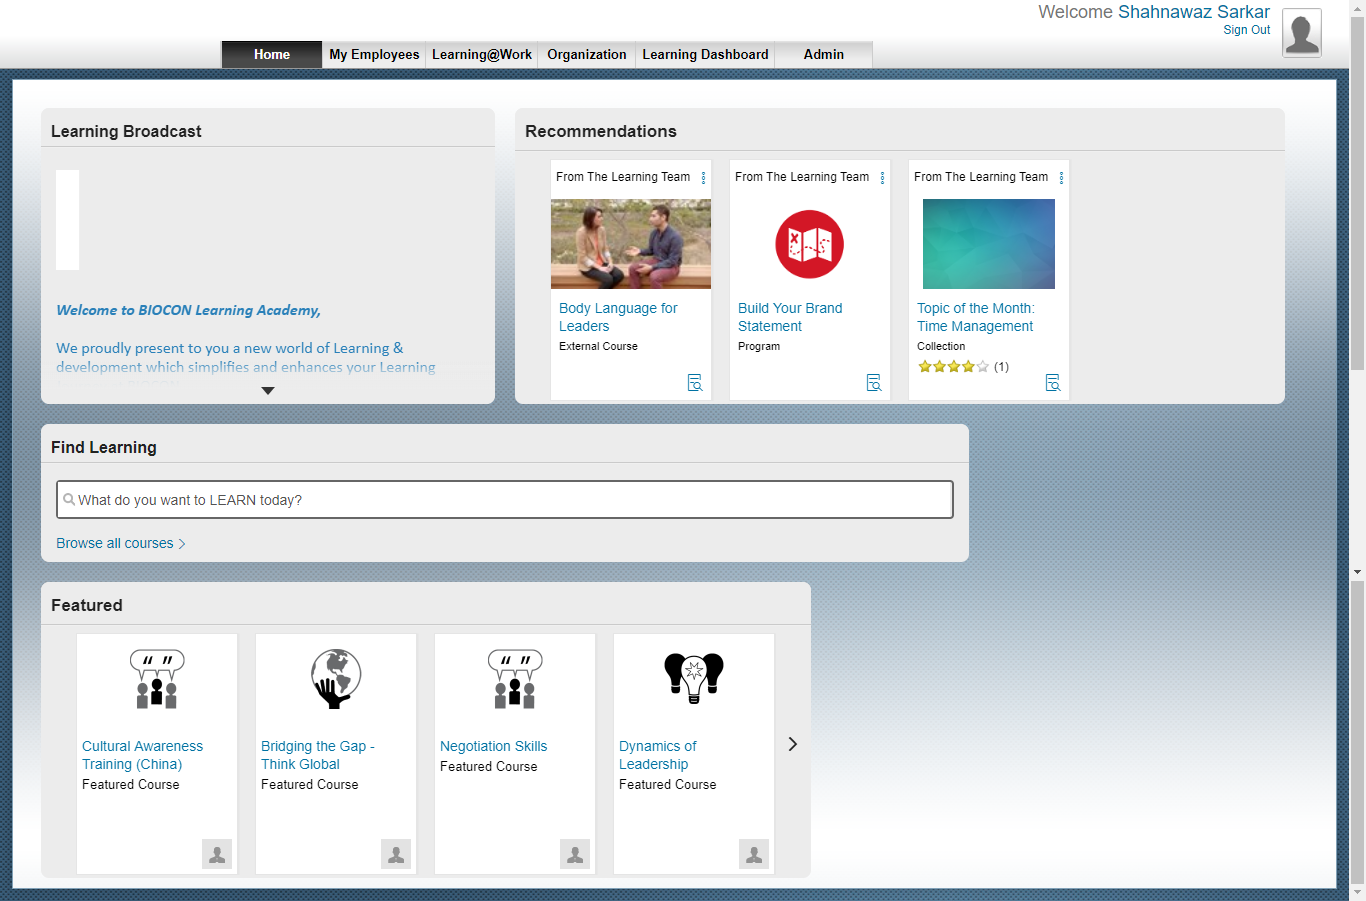 Welcome Shahnawaz Sarkar
Sign Out
Home
My Employees
Learning@Work
Organization
Learning Dashboard
Admin
Learning Broadcast
Welcome to BIOCON Learning Academy,
We proudly present to you a new world of Learning &
development which simplifies and enhances your Learning
Recommendations
From The Learning Team
Body Language for
Leaders
External Course
From The Learning Team
Build Your Brand
Statement
Program
From The Learning Team
Topic of the Month:
Time Management
Collection
(1)
Find Learning
What do you want to LEARN today?
Browse all courses >
Featured
Cultural Awareness
Training (China)
Featured Course
Bridging the Gap -
Think Global
Featured Course
Negotiation Skills
Featured Course
Dynamics of
Leadership
Featured Course